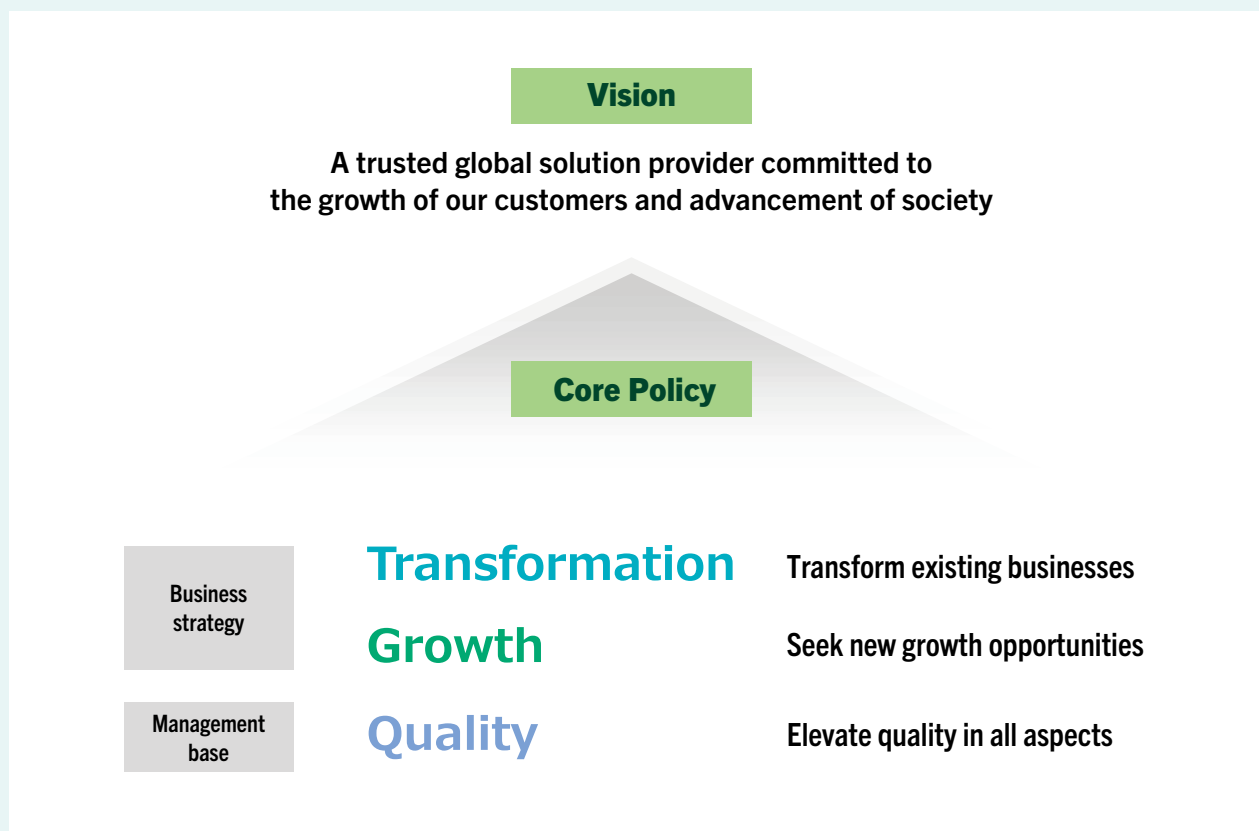 Vision
A trusted global solution provider committed to
the growth of our customers and advancement of society
Core Policy
Business
strategy
Transformation
Transform existing businesses
Growth
Seek new growth opportunities
Management
base
Quality
Elevate quality in all aspects